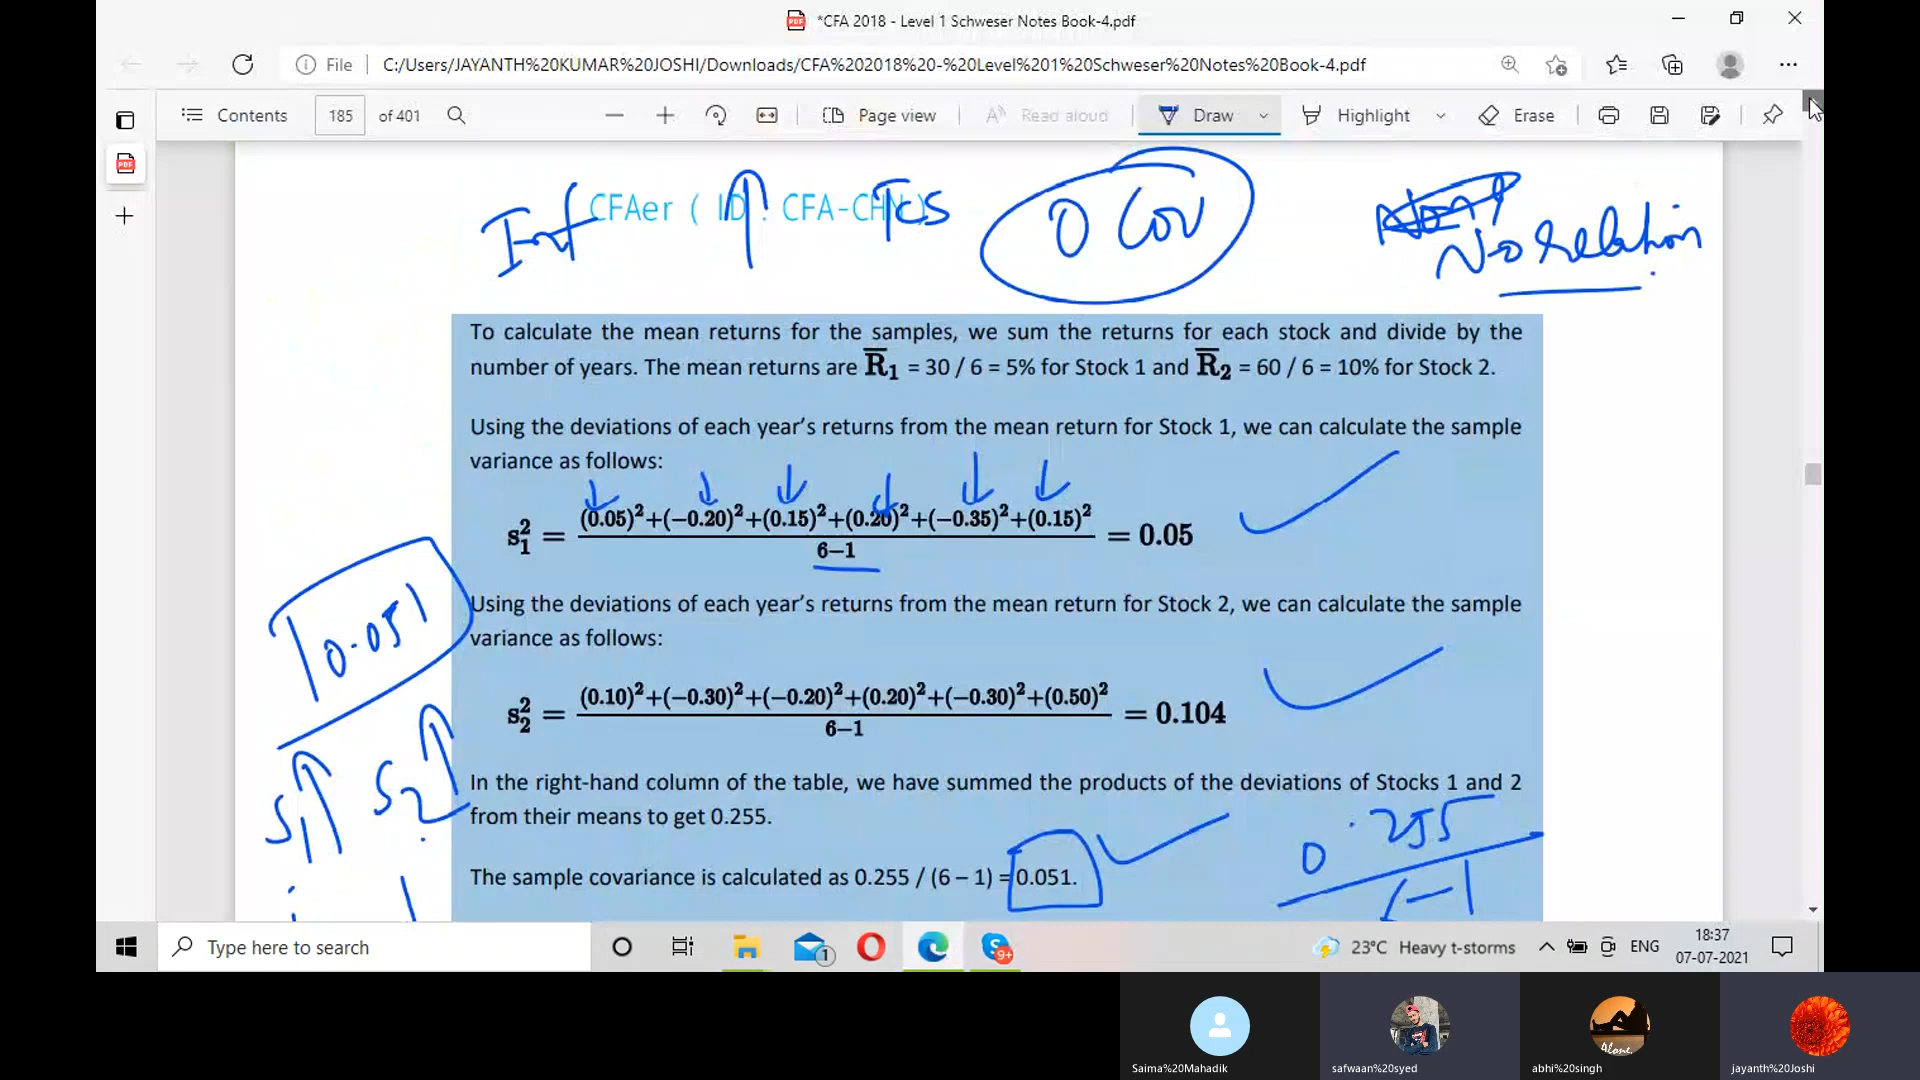 *CFA 2018 - Level 1 Schweser Notes Book-4.pdf
File C:/Users/JAYANTH%20KUMAR%20JOSHI/Downloads/CFA%202018%20-%20Level%201%20Schweser%20Notes%20Book-4.pdf
Contents 185 of 401 Page view Read aloud Draw Highlight Erase
Inf TCS 0 Cov
CFAer ( ID : CFA-CH
No relation
To calculate the mean returns for the samples, we sum the returns for each stock and divide by the
number of years. The mean returns are R̅₁ = 30 / 6 = 5% for Stock 1 and R̅₂ = 60 / 6 = 10% for Stock 2.
Using the deviations of each year’s returns from the mean return for Stock 1, we can calculate the sample
variance as follows:
s₁² = (0.05)²+(−0.20)²+(0.15)²+(0.20)²+(−0.35)²+(0.15)² / 6−1 = 0.05
0.051
Using the deviations of each year’s returns from the mean return for Stock 2, we can calculate the sample
variance as follows:
s₂² = (0.10)²+(−0.30)²+(−0.20)²+(0.20)²+(−0.30)²+(0.50)² / 6−1 = 0.104
S1 S2
In the right-hand column of the table, we have summed the products of the deviations of Stocks 1 and 2
from their means to get 0.255.
0.255
The sample covariance is calculated as 0.255 / (6 – 1) = 0.051.
Type here to search 1 9+ 23°C Heavy t-storms ENG 18:37
07-07-2021
Saima%20Mahadik safwaan%20syed abhi%20singh jayanth%20Joshi
Alone.